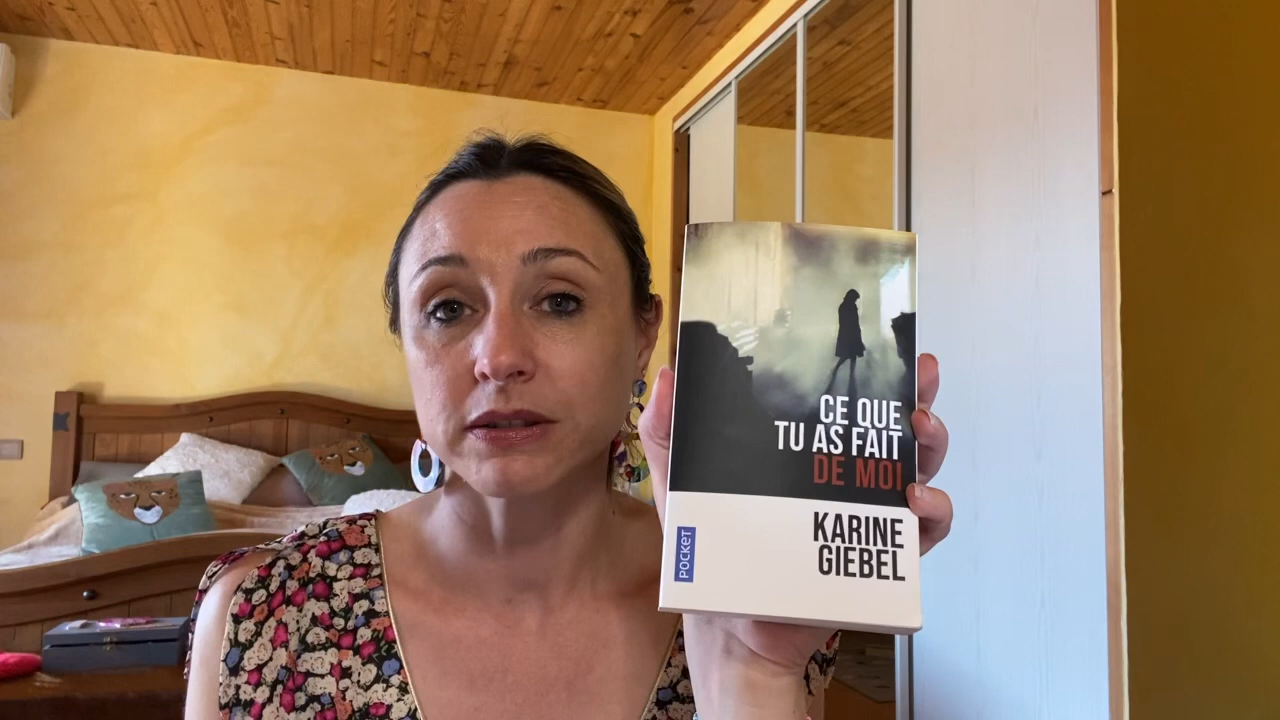 CE QUE
TU AS FAIT
DE MOI
KARINE
GIEBEL
POCKET